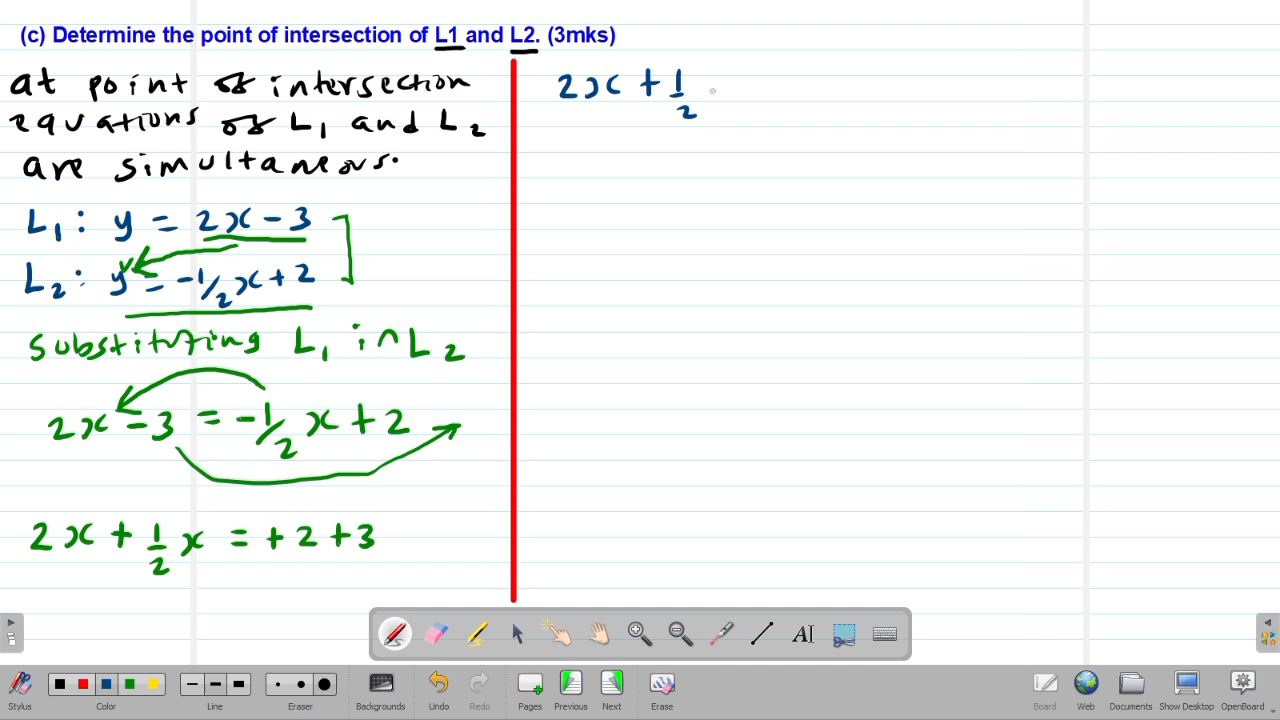 (c) Determine the point of intersection of L1 and L2. (3mks)
at point of intersection
equations of L₁ and L₂
are simultaneous.
L₁: y = 2x - 3
L₂: y = -1/2x + 2
substituting L₁ in L₂
2x - 3 = -1/2 x + 2
2x + 1/2 x = + 2 + 3
2x + 1/2
Stylus
Color
Line
Eraser
Backgrounds
Undo
Redo
Pages
Previous
Next
Erase
Board
Web
Documents
Show Desktop
OpenBoard